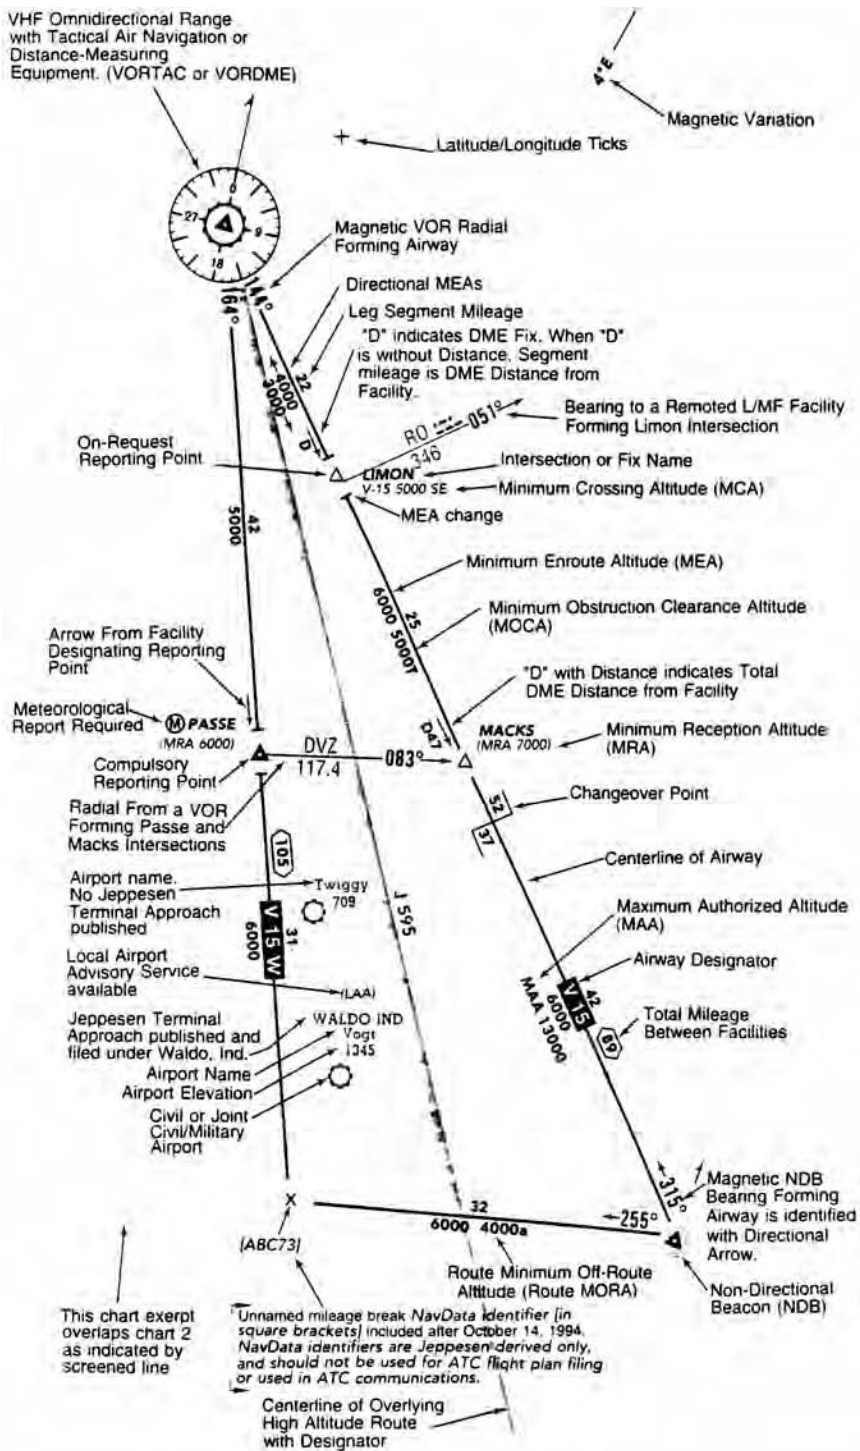 VHF Omnidirectional Range
with Tactical Air Navigation or
Distance-Measuring
Equipment. (VORTAC or VORDME)
4°E
Magnetic Variation
Latitude/Longitude Ticks
0
27
9
18
Magnetic VOR Radial
Forming Airway
144°
164°
Directional MEAs
Leg Segment Mileage
"D" indicates DME Fix. When "D"
is without Distance. Segment
mileage is DME Distance from
Facility.
22
4000
3000
D
RO
346
051°
Bearing to a Remoted L/MF Facility
Forming Limon Intersection
On-Request
Reporting Point
LIMON
V-15 5000 SE
Intersection or Fix Name
Minimum Crossing Altitude (MCA)
MEA change
42
5000
Minimum Enroute Altitude (MEA)
25
6000 5000T
Minimum Obstruction Clearance Altitude
(MOCA)
Arrow From Facility
Designating Reporting
Point
"D" with Distance indicates Total
DME Distance from Facility
Meteorological
Report Required
M PASSE
(MRA 6000)
D47
MACKS
(MRA 7000)
Minimum Reception Altitude
(MRA)
DVZ
117.4
083°
Compulsory
Reporting Point
Radial From a VOR
Forming Passe and
Macks Intersections
52
37
Changeover Point
105
Centerline of Airway
Airport name.
No Jeppesen
Terminal Approach
published
Twiggy
709
J 595
V 15 W
31
6000
Maximum Authorized Altitude
(MAA)
Airway Designator
V 15
42
6000
MAA 13000
89
Total Mileage
Between Facilities
Local Airport
Advisory Service
available
(LAA)
Jeppesen Terminal
Approach published and
filed under Waldo, Ind.
WALDO IND
Vogt
1345
Airport Name
Airport Elevation
Civil or Joint
Civil/Military
Airport
315°
Magnetic NDB
Bearing Forming
Airway is identified
with Directional
Arrow.
X
32
6000 4000a
255°
[ABC73]
Route Minimum Off-Route
Altitude (Route MORA)
Non-Directional
Beacon (NDB)
This chart exerpt
overlaps chart 2
as indicated by
screened line
Unnamed mileage break NavData identifier [in
square brackets] included after October 14, 1994.
NavData identifiers are Jeppesen derived only,
and should not be used for ATC flight plan filing
or used in ATC communications.
Centerline of Overlying
High Altitude Route
with Designator